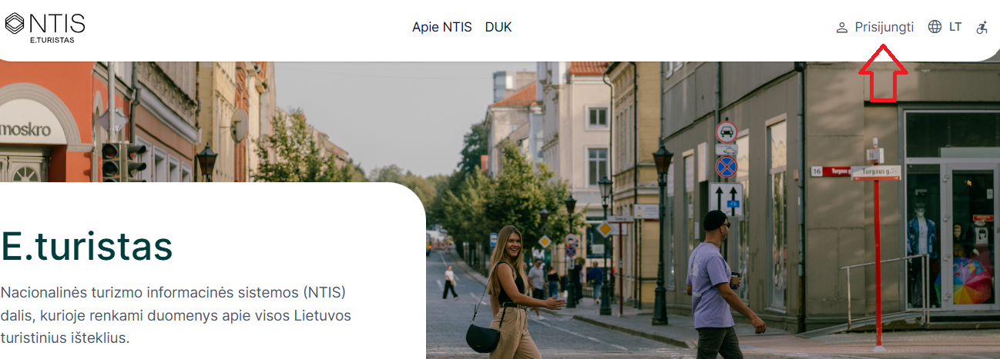 NTIS
E.TURISTAS
Apie NTIS
DUK
Prisijungti
LT
moskro
16
Turgaus g.
Turgaus g.
E.turistas
Nacionalinės turizmo informacinės sistemos (NTIS)
dalis, kurioje renkami duomenys apie visos Lietuvos
turistinius išteklius.